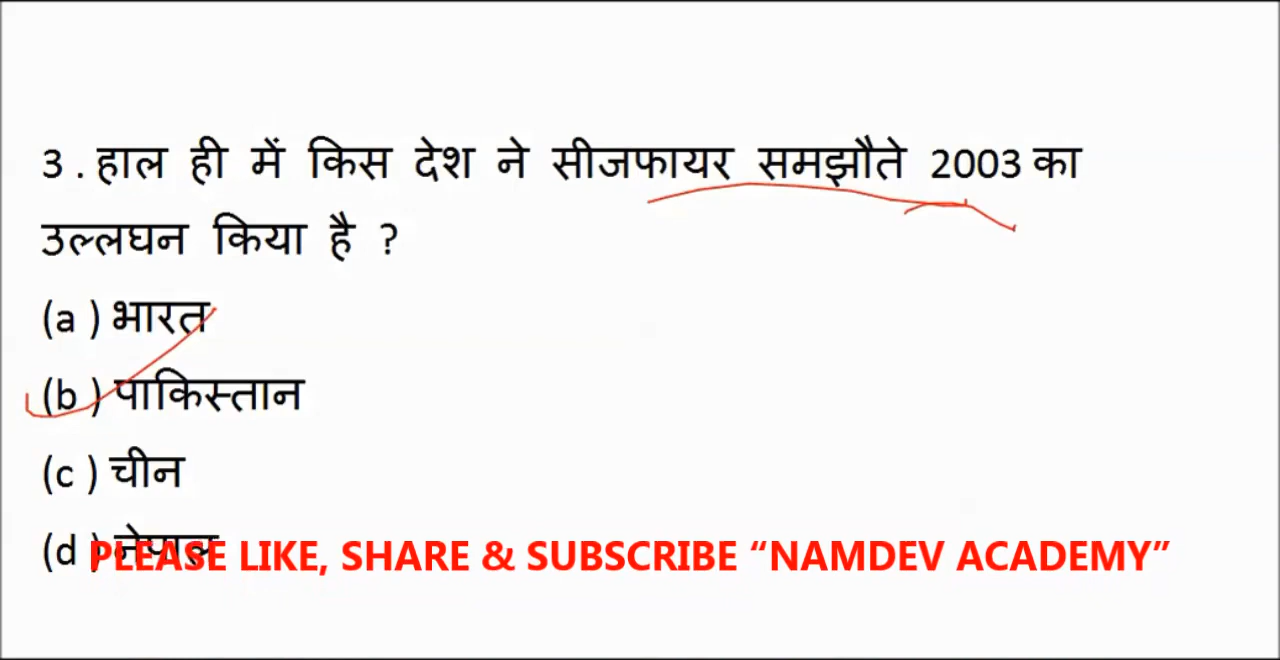 3 . हाल ही में किस देश ने सीजफायर समझौते 2003 का
उल्लघन किया है ?
(a ) भारत
(b ) पाकिस्तान
(c ) चीन
(d ) नेपाल
PLEASE LIKE, SHARE & SUBSCRIBE “NAMDEV ACADEMY”